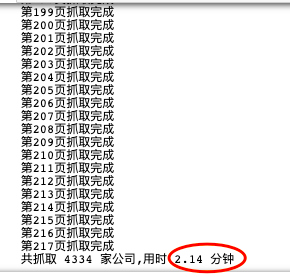 第199页抓取完成
第200页抓取完成
第201页抓取完成
第202页抓取完成
第203页抓取完成
第204页抓取完成
第205页抓取完成
第206页抓取完成
第207页抓取完成
第208页抓取完成
第209页抓取完成
第210页抓取完成
第211页抓取完成
第212页抓取完成
第213页抓取完成
第214页抓取完成
第215页抓取完成
第216页抓取完成
第217页抓取完成
共抓取 4334 家公司,用时 2.14 分钟